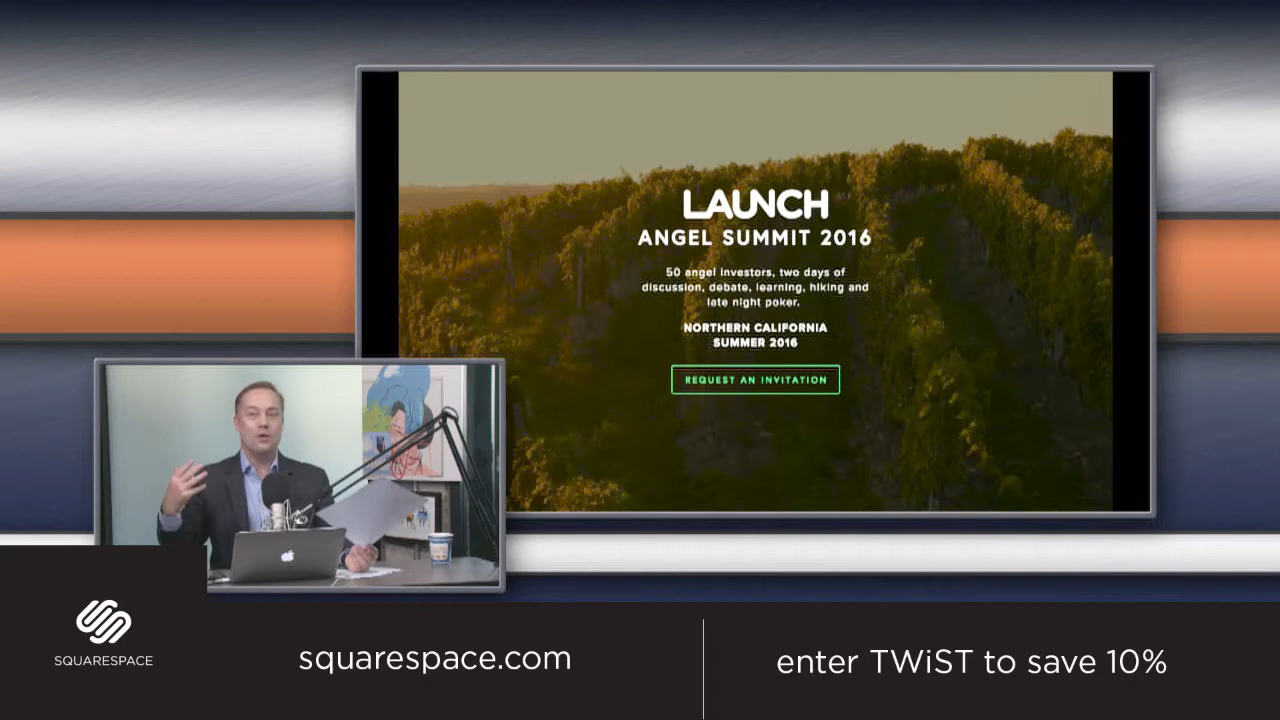 LAUNCH
ANGEL SUMMIT 2016
50 angel investors, two days of
discussion, debate, learning, hiking and
late night poker.
NORTHERN CALIFORNIA
SUMMER 2016
REQUEST AN INVITATION
SQUARESPACE
squarespace.com
enter TWiST to save 10%